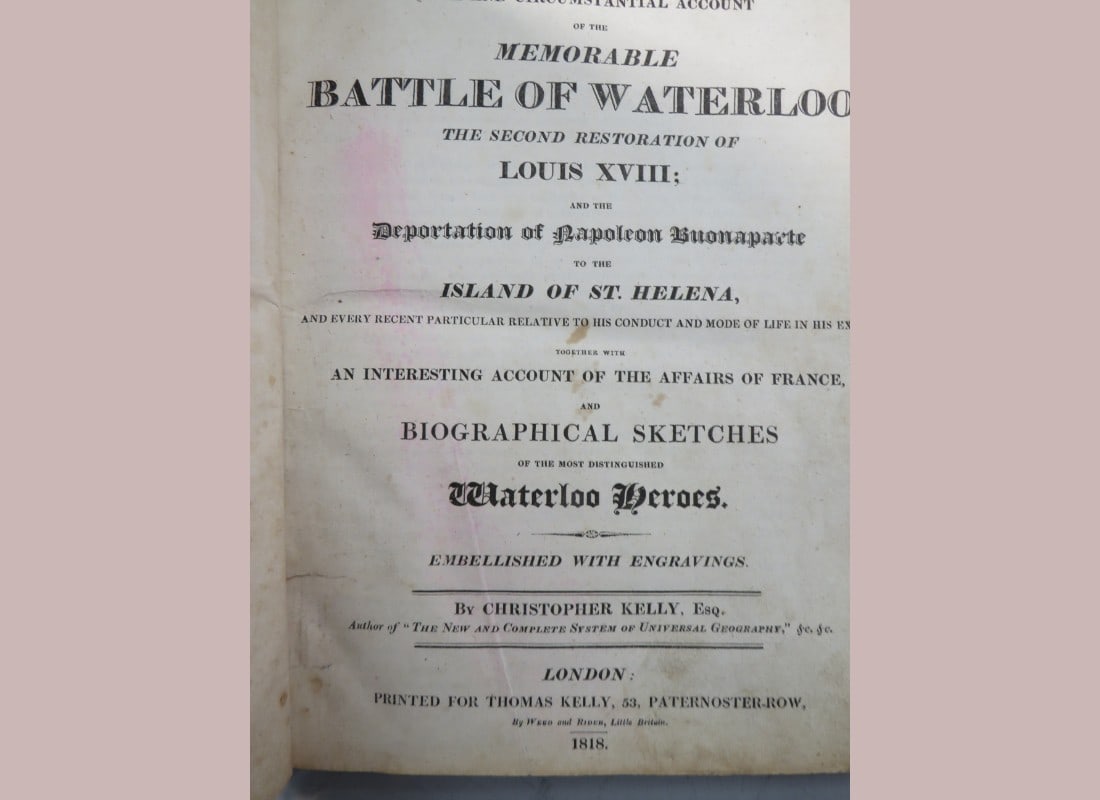 CIRCUMSTANTIAL ACCOUNT
OF THE
MEMORABLE
BATTLE OF WATERLOO
THE SECOND RESTORATION OF
LOUIS XVIII;
AND THE
Deportation of Napoleon Buonaparte
TO THE
ISLAND OF ST. HELENA,
AND EVERY RECENT PARTICULAR RELATIVE TO HIS CONDUCT AND MODE OF LIFE IN HIS
TOGETHER WITH
AN INTERESTING ACCOUNT OF THE AFFAIRS OF FRANCE,
AND
BIOGRAPHICAL SKETCHES
OF THE MOST DISTINGUISHED
Waterloo Heroes.
EMBELLISHED WITH ENGRAVINGS.
By CHRISTOPHER KELLY, Esq.
Author of "THE NEW AND COMPLETE SYSTEM OF UNIVERSAL GEOGRAPHY," &c. &c.
LONDON:
PRINTED FOR THOMAS KELLY, 53, PATERNOSTER-ROW,
By WEED and RIDER, Little Britain.
1818.